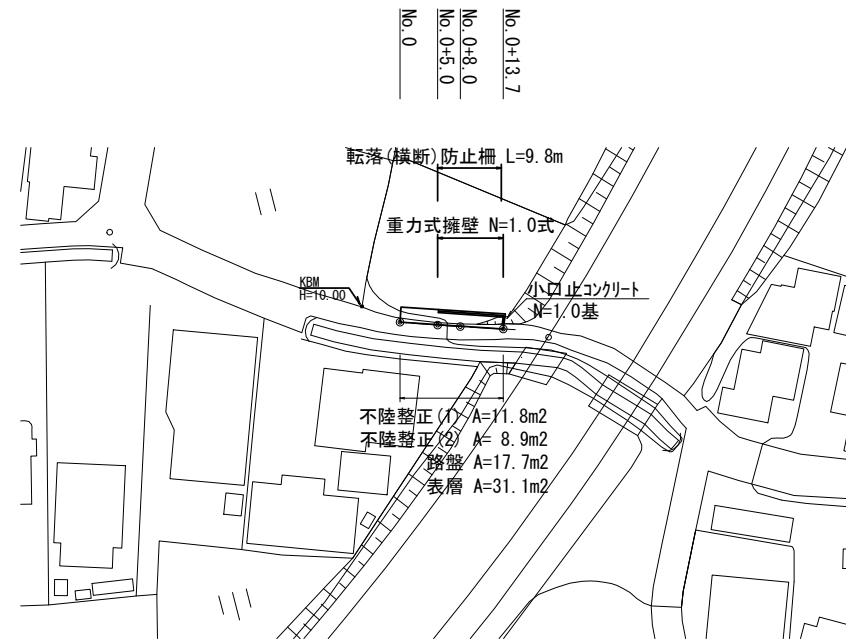 No.0
No.0+5.0
No.0+8.0
No.0+13.7
転落(横断)防止柵 L=9.8m
重力式擁壁 N=1.0式
KBM
H=10.00
小口止コンクリート
N=1.0基
不陸整正(1) A=11.8m2
不陸整正(2) A= 8.9m2
路盤 A=17.7m2
表層 A=31.1m2